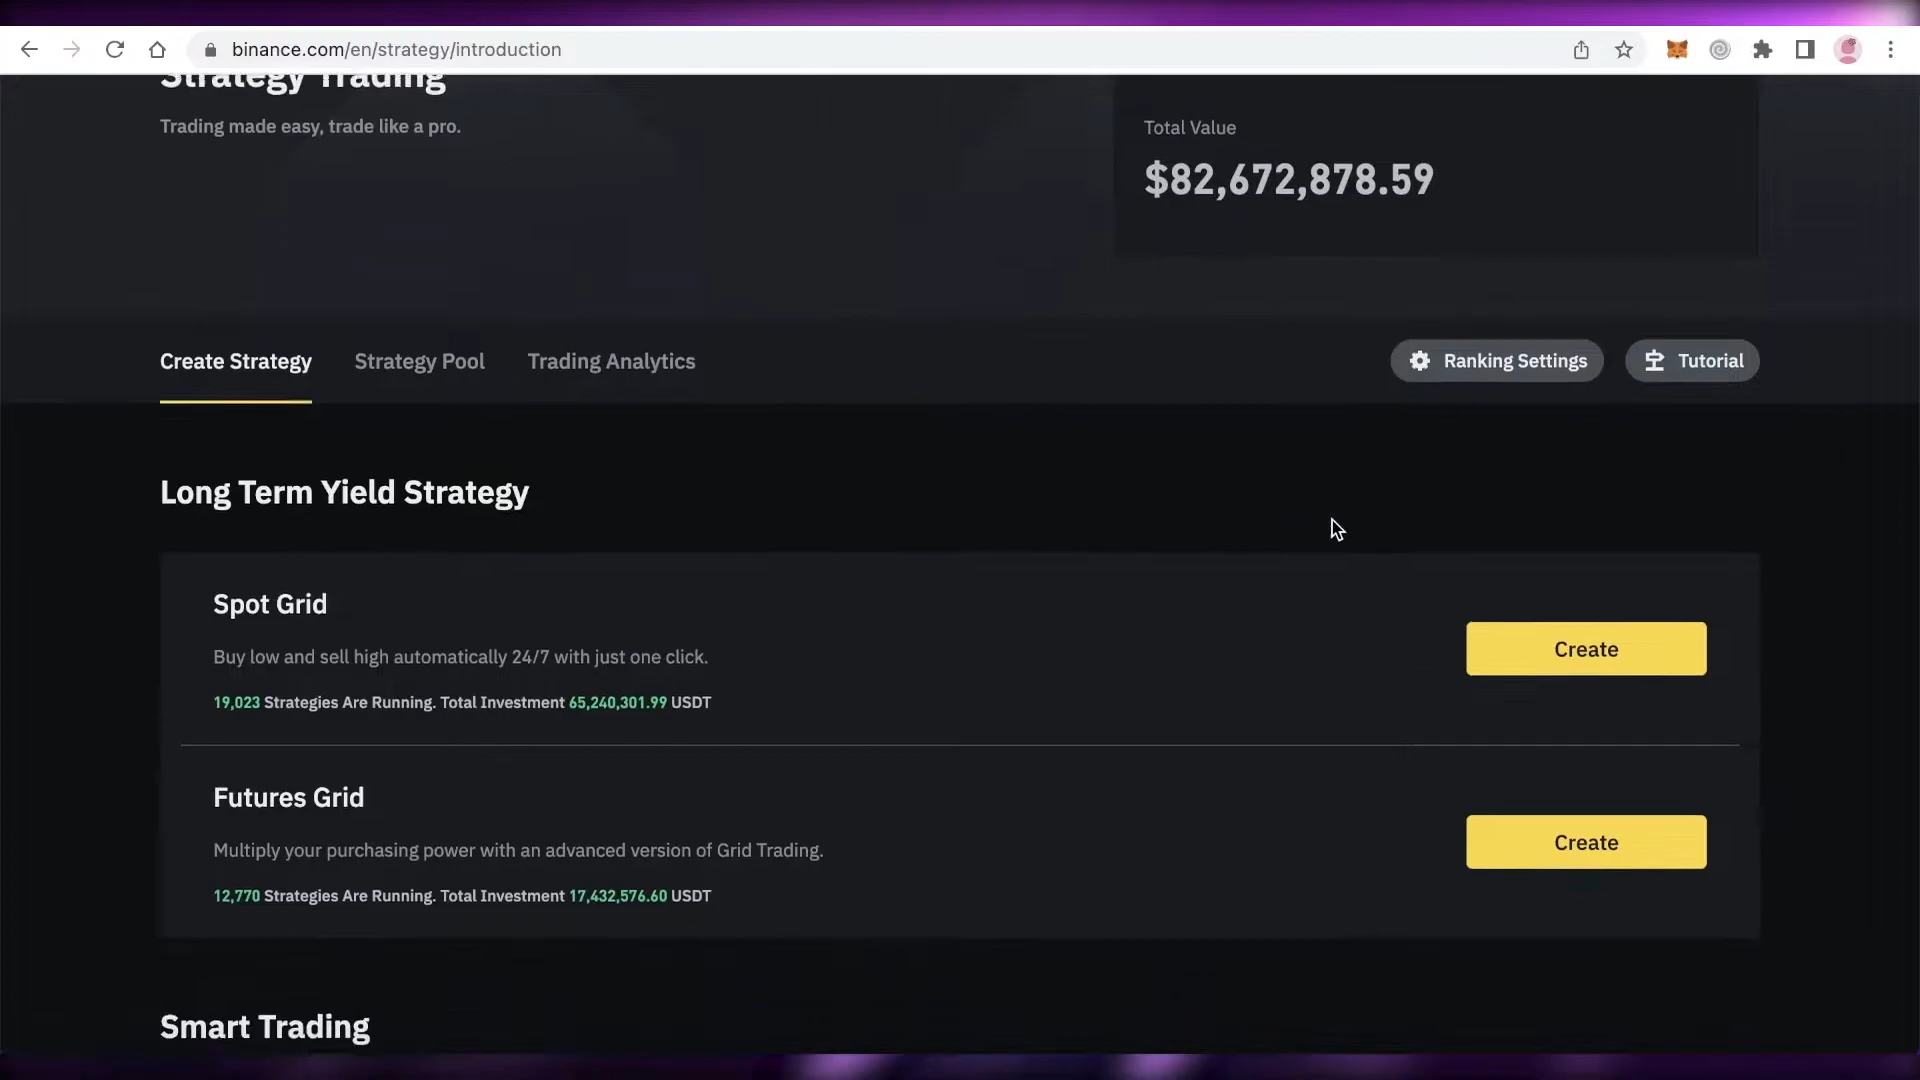 binance.com/en/strategy/introduction
Strategy Trading
Trading made easy, trade like a pro.
Total Value
$82,672,878.59
Create Strategy
Strategy Pool
Trading Analytics
Ranking Settings
Tutorial
Long Term Yield Strategy
Spot Grid
Buy low and sell high automatically 24/7 with just one click.
19,023 Strategies Are Running. Total Investment 65,240,301.99 USDT
Create
Futures Grid
Multiply your purchasing power with an advanced version of Grid Trading.
12,770 Strategies Are Running. Total Investment 17,432,576.60 USDT
Create
Smart Trading